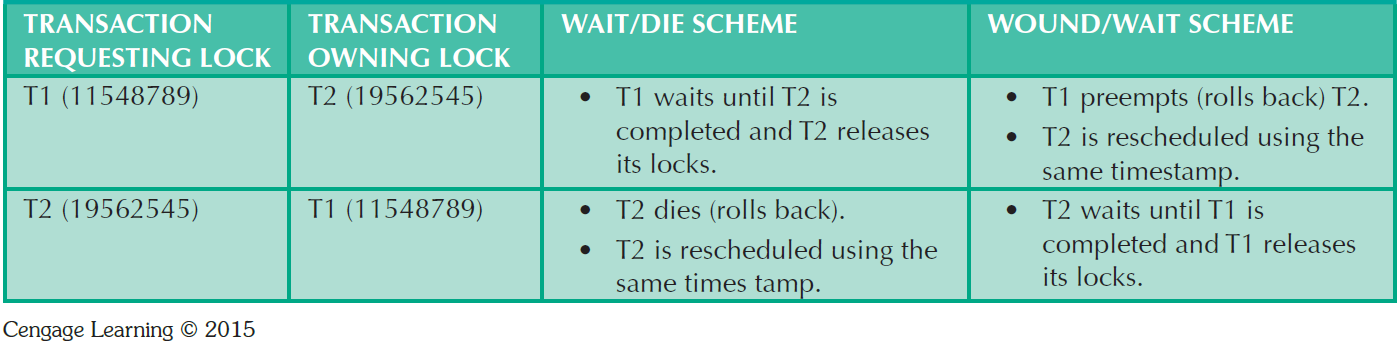 TRANSACTION
REQUESTING LOCK
TRANSACTION
OWNING LOCK
WAIT/DIE SCHEME
WOUND/WAIT SCHEME
T1 (11548789)
T2 (19562545)
• T1 waits until T2 is
completed and T2 releases
its locks.
• T1 preempts (rolls back) T2.
• T2 is rescheduled using the
same timestamp.
T2 (19562545)
T1 (11548789)
• T2 dies (rolls back).
• T2 is rescheduled using the
same times tamp.
• T2 waits until T1 is
completed and T1 releases
its locks.
Cengage Learning © 2015